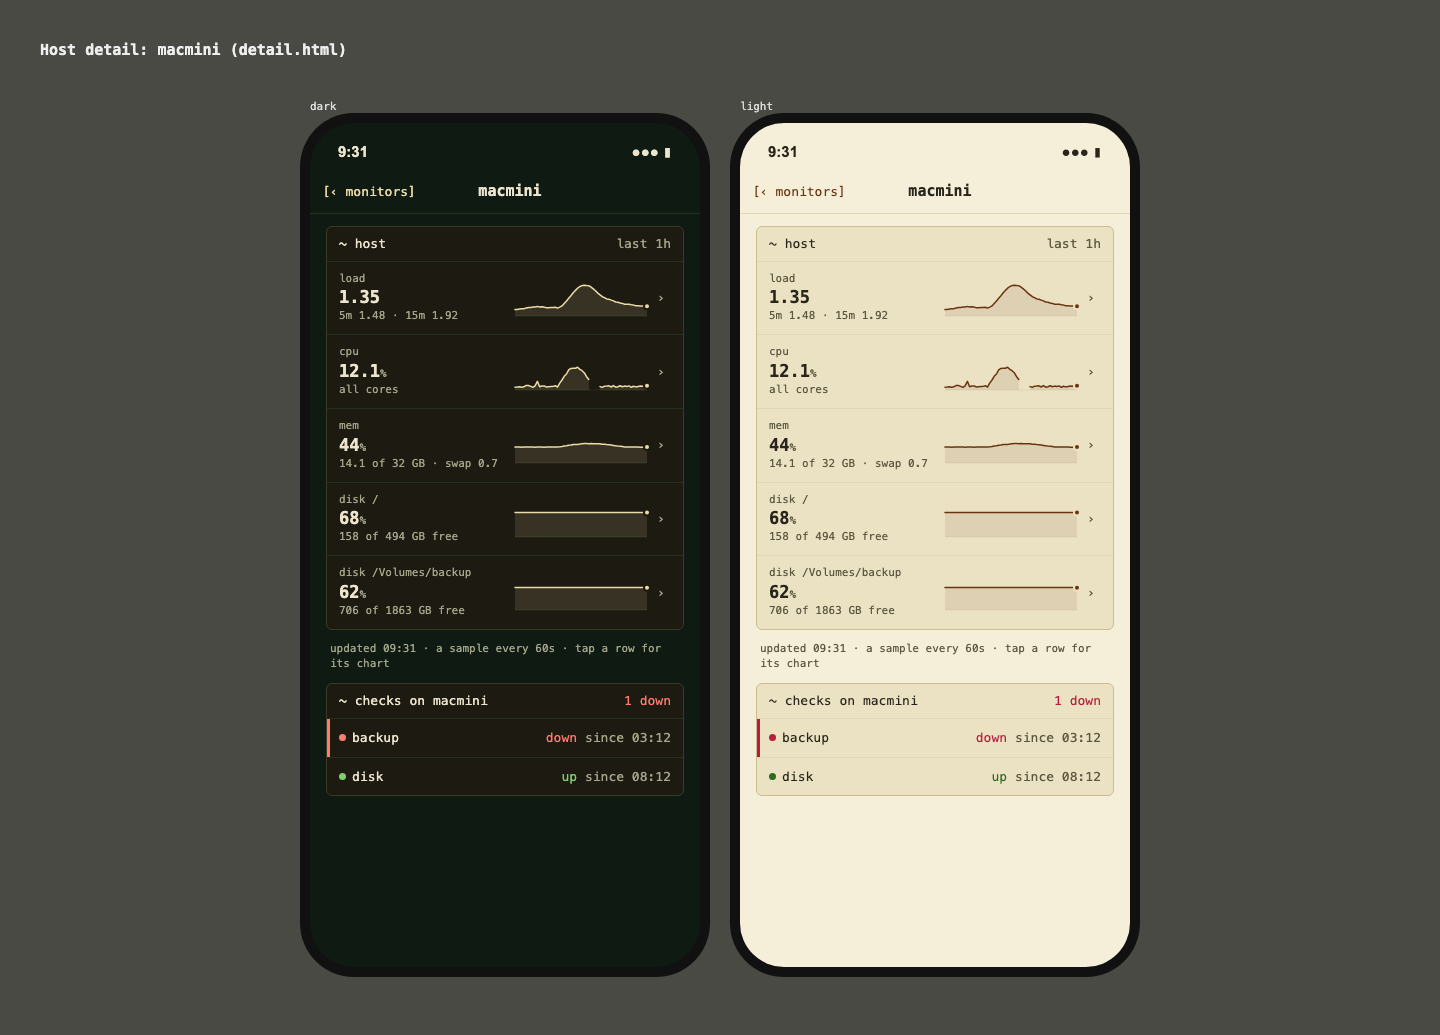 Host detail: macmini (detail.html)
dark
9:31
[‹ monitors] macmini
~ host last 1h
load
1.35
5m 1.48 · 15m 1.92
›
cpu
12.1%
all cores
›
mem
44%
14.1 of 32 GB · swap 0.7
›
disk /
68%
158 of 494 GB free
›
disk /Volumes/backup
62%
706 of 1863 GB free
›
updated 09:31 · a sample every 60s · tap a row for
its chart
~ checks on macmini 1 down
backup down since 03:12
disk up since 08:12
light
9:31
[‹ monitors] macmini
~ host last 1h
load
1.35
5m 1.48 · 15m 1.92
›
cpu
12.1%
all cores
›
mem
44%
14.1 of 32 GB · swap 0.7
›
disk /
68%
158 of 494 GB free
›
disk /Volumes/backup
62%
706 of 1863 GB free
›
updated 09:31 · a sample every 60s · tap a row for
its chart
~ checks on macmini 1 down
backup down since 03:12
disk up since 08:12